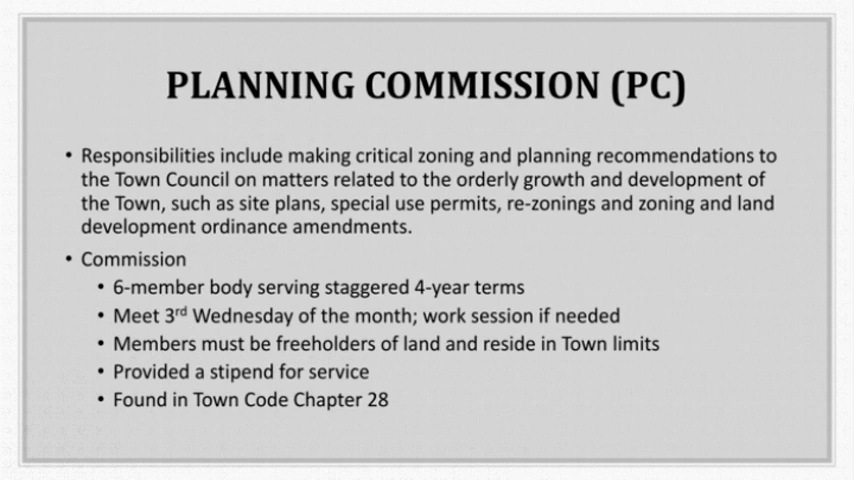 PLANNING COMMISSION (PC)
• Responsibilities include making critical zoning and planning recommendations to
the Town Council on matters related to the orderly growth and development of
the Town, such as site plans, special use permits, re-zonings and zoning and land
development ordinance amendments.
• Commission
• 6-member body serving staggered 4-year terms
• Meet 3rd Wednesday of the month; work session if needed
• Members must be freeholders of land and reside in Town limits
• Provided a stipend for service
• Found in Town Code Chapter 28